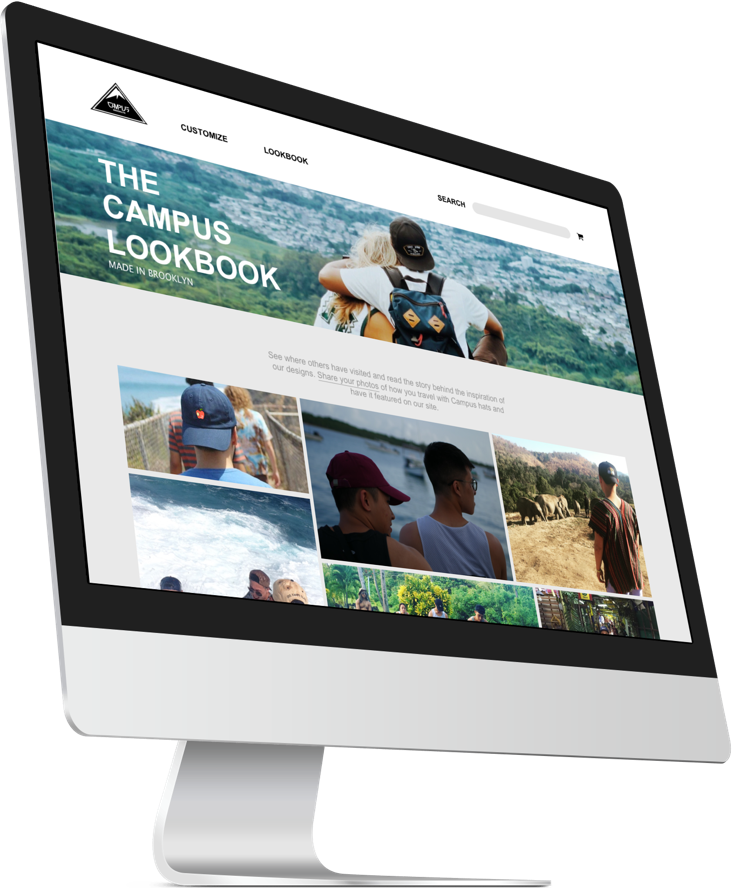 CAMPUS
CUSTOMIZE
LOOKBOOK
SEARCH
THE
CAMPUS
LOOKBOOK
MADE IN BROOKLYN
See where others have visited and read the story behind the inspiration of
our designs. Share your photos of how you travel with Campus hats and
have it featured on our site.